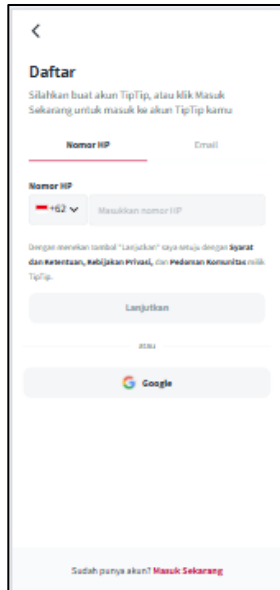 Daftar
Silahkan buat akun TipTip, atau klik Masuk
Sekarang untuk masuk ke akun TipTip kamu
Nomor HP
Email
Nomor HP
+62
Masukkan nomor HP
Dengan menekan tombol "Lanjutkan" saya setuju dengan Syarat
dan Ketentuan, Kebijakan Privasi, dan Pedoman Komunitas milik
TipTip.
Lanjutkan
atau
Google
Sudah punya akun? Masuk Sekarang